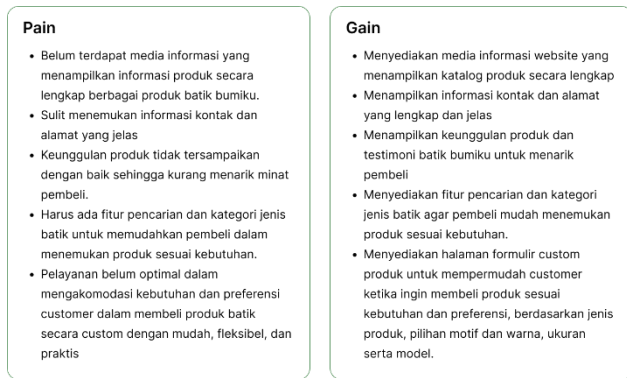 Pain
• Belum terdapat media informasi yang
menampilkan informasi produk secara
lengkap berbagai produk batik bumiku.
• Sulit menemukan informasi kontak dan
alamat yang jelas
• Keunggulan produk tidak tersampaikan
dengan baik sehingga kurang menarik minat
pembeli.
• Harus ada fitur pencarian dan kategori jenis
batik untuk memudahkan pembeli dalam
menemukan produk sesuai kebutuhan.
• Pelayanan belum optimal dalam
mengakomodasi kebutuhan dan preferensi
customer dalam membeli produk batik
secara custom dengan mudah, fleksibel, dan
praktis
Gain
• Menyediakan media informasi website yang
menampilkan katalog produk secara lengkap
• Menampilkan informasi kontak dan alamat
yang lengkap dan jelas
• Menampilkan keunggulan produk dan
testimoni batik bumiku untuk menarik
pembeli
• Menyediakan fitur pencarian dan kategori
jenis batik agar pembeli mudah menemukan
produk sesuai kebutuhan.
• Menyediakan halaman formulir custom
produk untuk mempermudah customer
ketika ingin membeli produk sesuai
kebutuhan dan preferensi, berdasarkan jenis
produk, pilihan motif dan warna, ukuran
serta model.